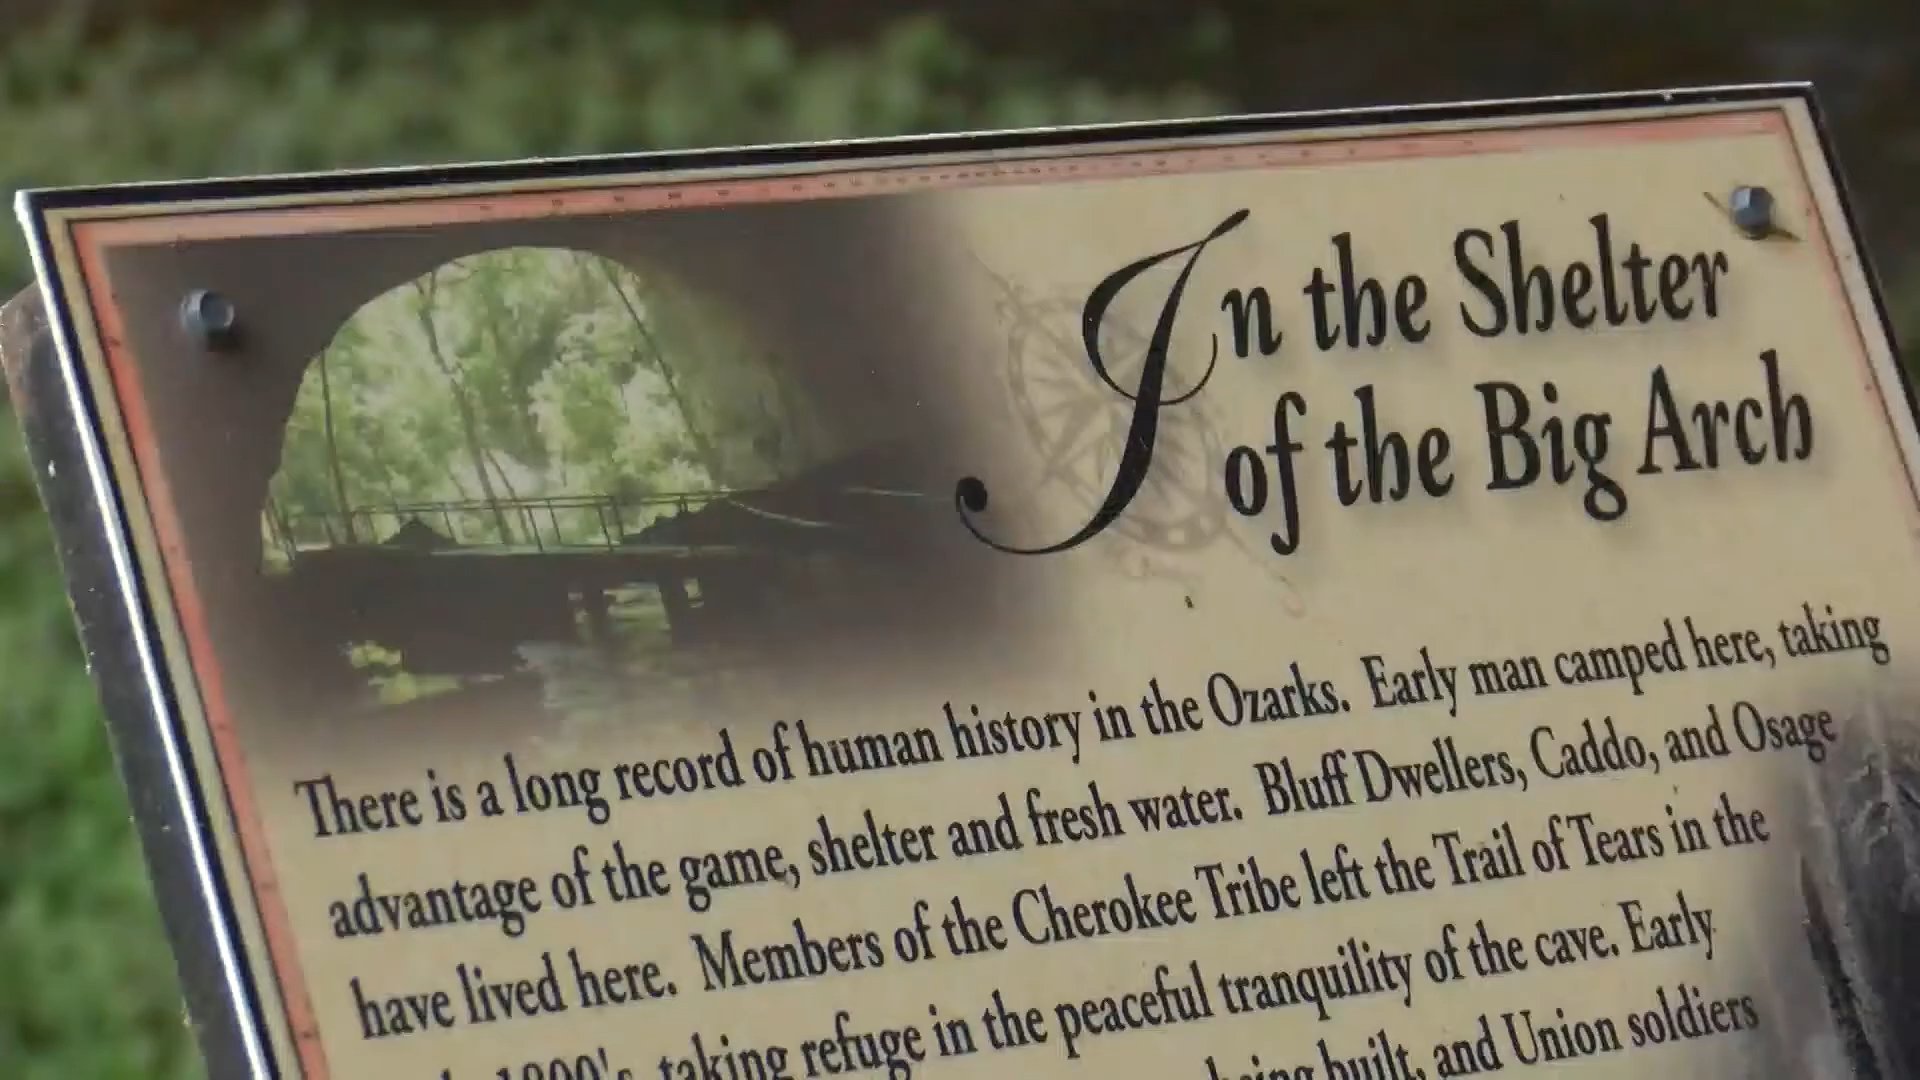 In the Shelter
of the Big Arch
There is a long record of human history in the Ozarks. Early man camped here, taking
advantage of the game, shelter and fresh water. Bluff Dwellers, Caddo, and Osage
have lived here. Members of the Cherokee Tribe left the Trail of Tears in the
1800's, taking refuge in the peaceful tranquility of the cave. Early
being built, and Union soldiers